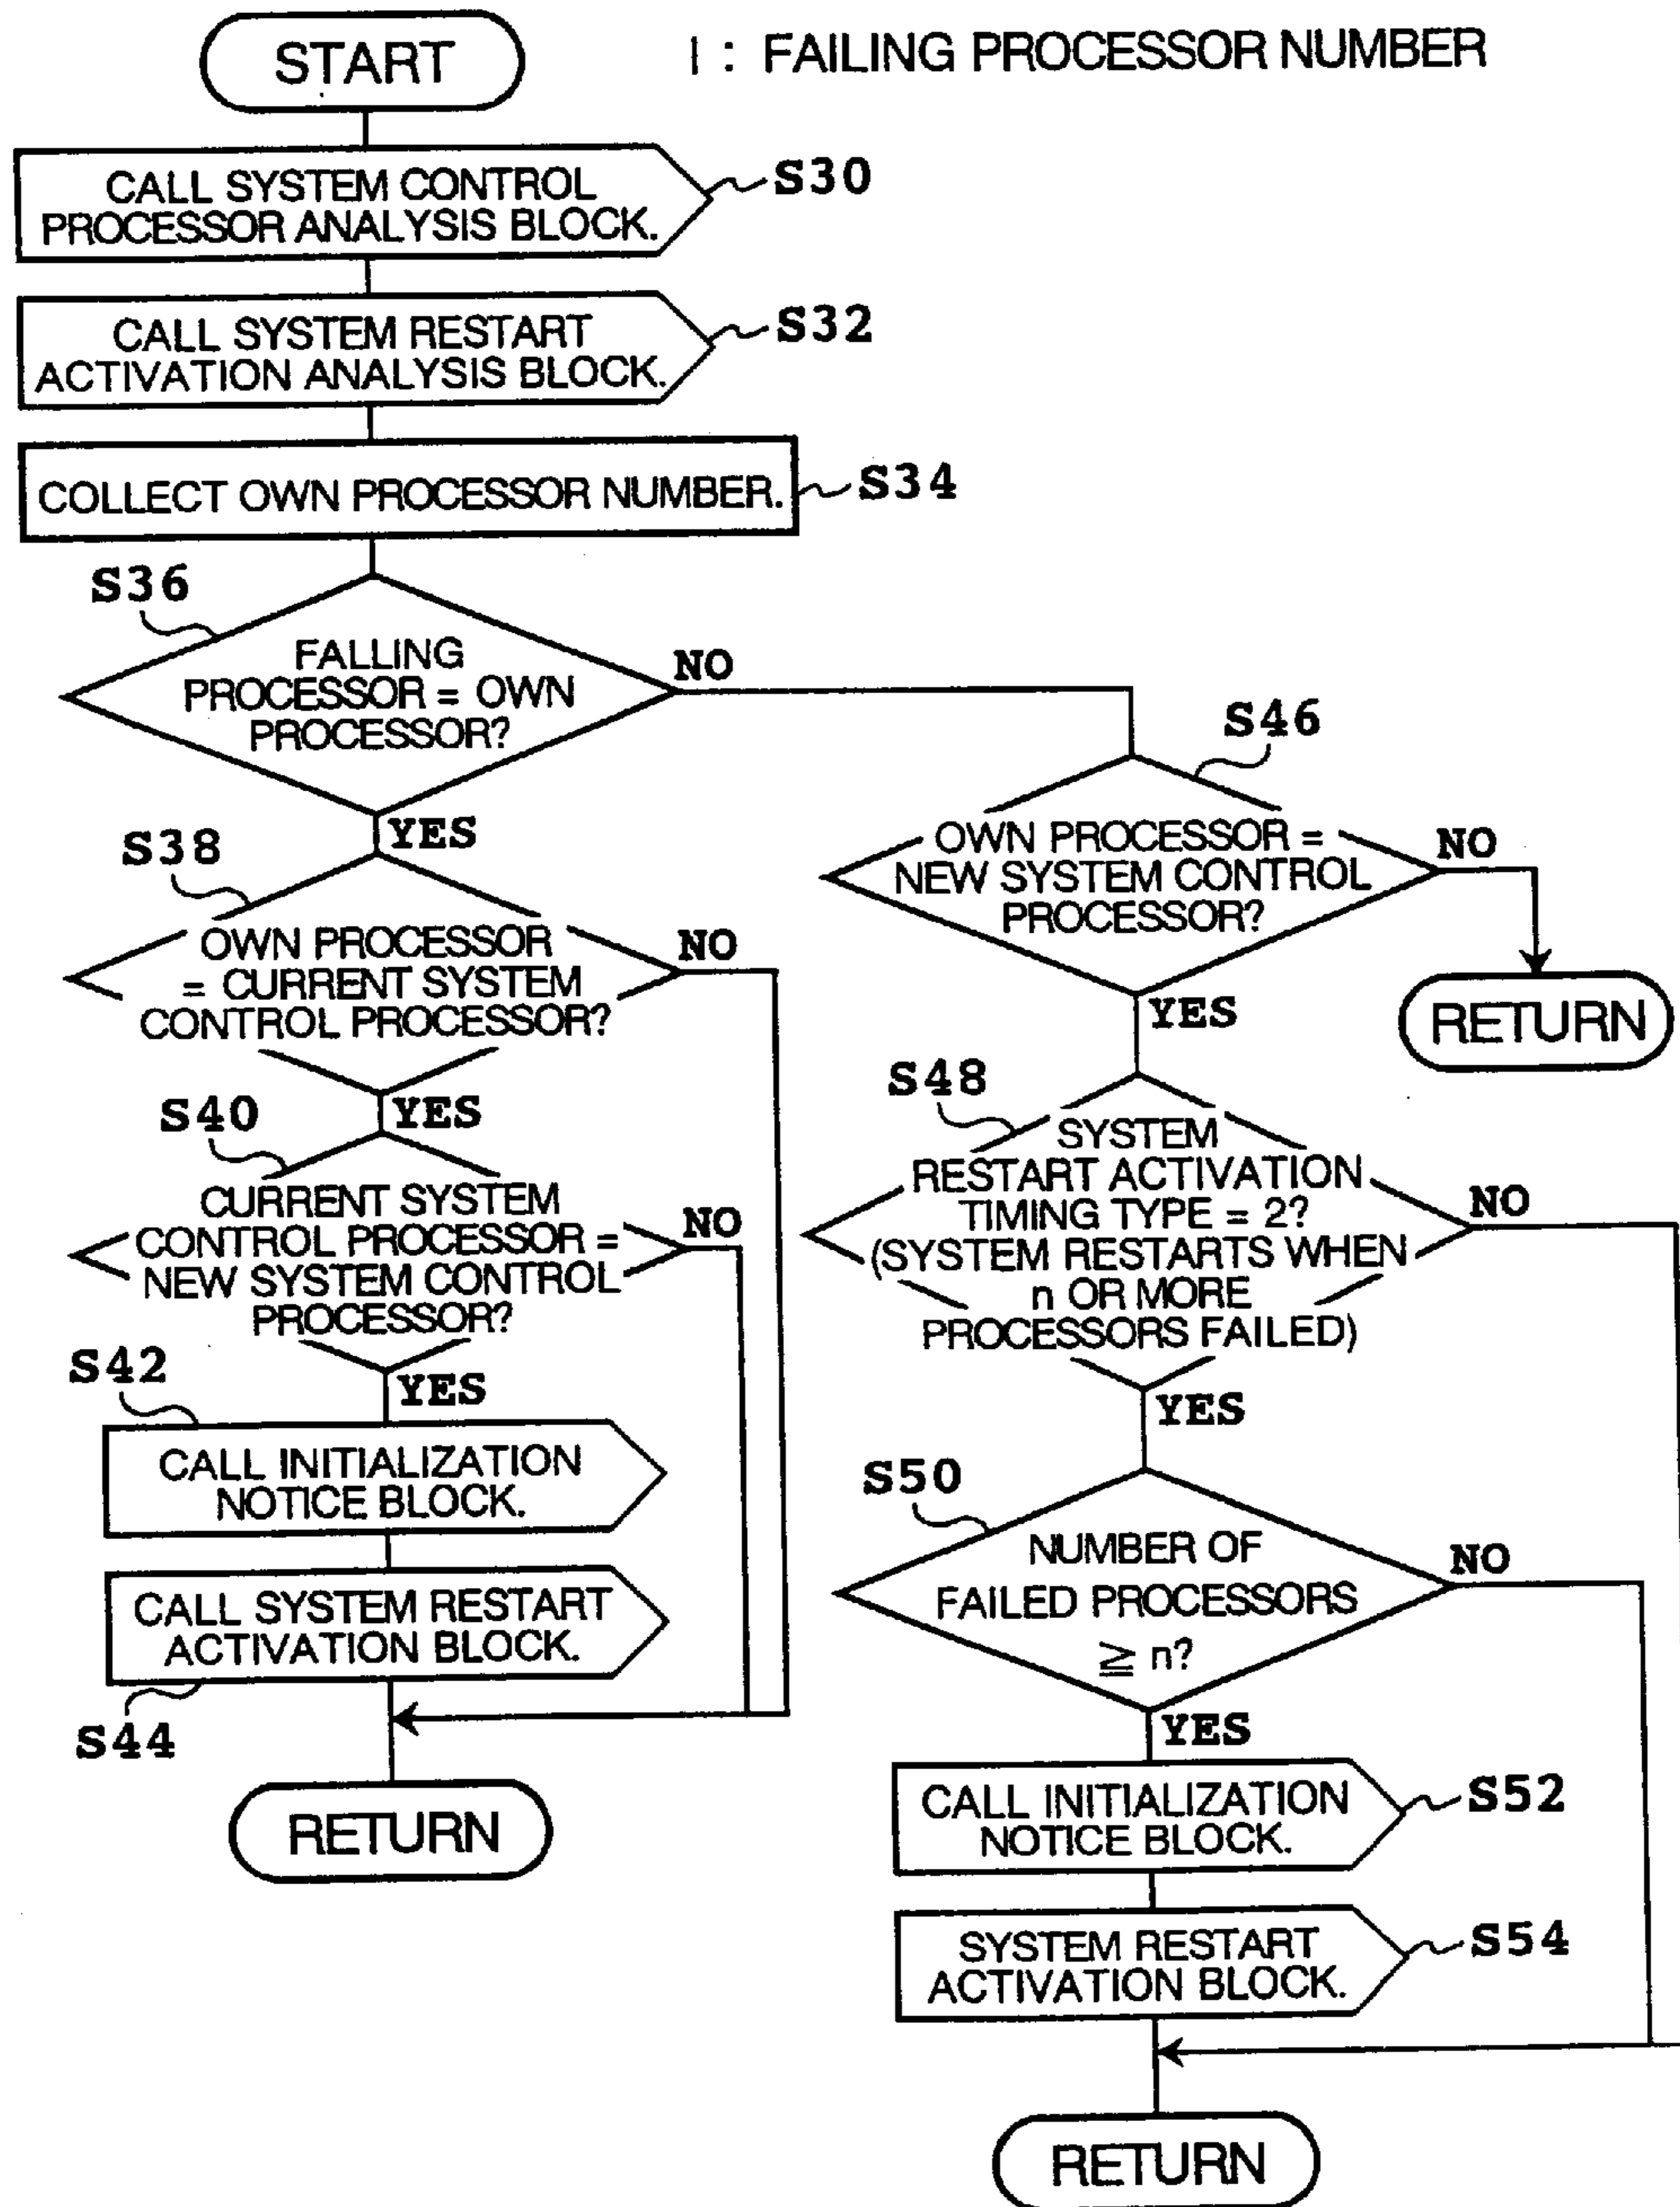 START
I : FAILING PROCESSOR NUMBER
CALL SYSTEM CONTROL
PROCESSOR ANALYSIS BLOCK.
S30
CALL SYSTEM RESTART
ACTIVATION ANALYSIS BLOCK.
S32
COLLECT OWN PROCESSOR NUMBER.
S34
S36
FALLING
PROCESSOR = OWN
PROCESSOR?
NO
YES
S38
OWN PROCESSOR
= CURRENT SYSTEM
CONTROL PROCESSOR?
NO
YES
S40
CURRENT SYSTEM
CONTROL PROCESSOR =
NEW SYSTEM CONTROL
PROCESSOR?
NO
YES
S42
CALL INITIALIZATION
NOTICE BLOCK.
CALL SYSTEM RESTART
ACTIVATION BLOCK.
S44
RETURN
S46
OWN PROCESSOR =
NEW SYSTEM CONTROL
PROCESSOR?
NO
RETURN
YES
S48
SYSTEM
RESTART ACTIVATION
TIMING TYPE = 2?
(SYSTEM RESTARTS WHEN
n OR MORE
PROCESSORS FAILED)
NO
YES
S50
NUMBER OF
FAILED PROCESSORS
≧ n?
NO
YES
CALL INITIALIZATION
NOTICE BLOCK.
S52
SYSTEM RESTART
ACTIVATION BLOCK.
S54
RETURN